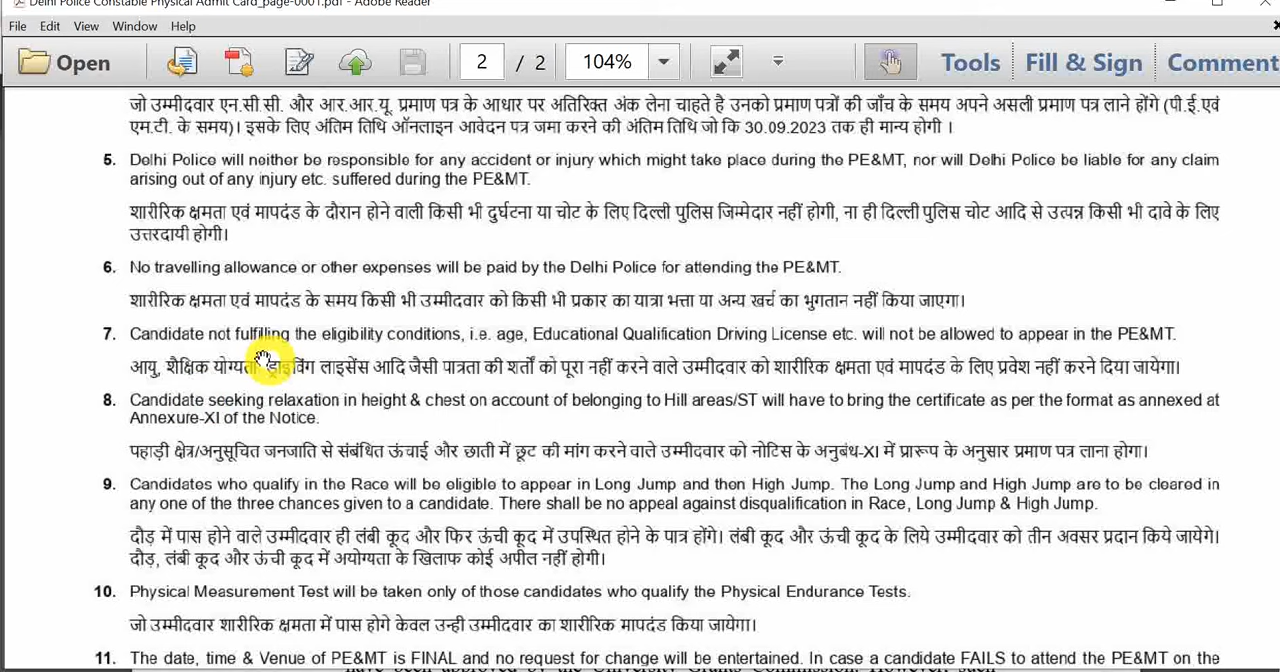 Delhi Police Constable Physical Admit Card_page-0001.pdf - Adobe Reader
File Edit View Window Help
Open 2 / 2 104% Tools Fill & Sign Comment
जो उम्मीदवार एन.सी.सी. और आर.आर.यू. प्रमाण पत्र के आधार पर अतिरिक्त अंक लेना चाहते है उनको प्रमाण पत्रों की जाँच के समय अपने असली प्रमाण पत्र लाने होंगे (पी.ई.एवं
एम.टी. के समय)। इसके लिए अंतिम तिथि ऑनलाइन आवेदन पत्र जमा करने की अंतिम तिथि जो कि 30.09.2023 तक ही मान्य होगी ।
5. Delhi Police will neither be responsible for any accident or injury which might take place during the PE&MT, nor will Delhi Police be liable for any claim
arising out of any injury etc. suffered during the PE&MT.
शारीरिक क्षमता एवं मापदंड के दौरान होने वाली किसी भी दुर्घटना या चोट के लिए दिल्ली पुलिस जिम्मेदार नहीं होगी, ना ही दिल्ली पुलिस चोट आदि से उत्पन्न किसी भी दावे के लिए
उत्तरदायी होगी।
6. No travelling allowance or other expenses will be paid by the Delhi Police for attending the PE&MT.
शारीरिक क्षमता एवं मापदंड के समय किसी भी उम्मीदवार को किसी भी प्रकार का यात्रा भत्ता या अन्य खर्च का भुगतान नहीं किया जाएगा।
7. Candidate not fulfilling the eligibility conditions, i.e. age, Educational Qualification Driving License etc. will not be allowed to appear in the PE&MT.
आयु, शैक्षिक योग्यता ड्राइविंग लाइसेंस आदि जैसी पात्रता की शर्तों को पूरा नहीं करने वाले उम्मीदवार को शारीरिक क्षमता एवं मापदंड के लिए प्रवेश नहीं करने दिया जायेगा।
8. Candidate seeking relaxation in height & chest on account of belonging to Hill areas/ST will have to bring the certificate as per the format as annexed at
Annexure-XI of the Notice.
पहाड़ी क्षेत्र/अनुसूचित जनजाति से संबंधित ऊंचाई और छाती में छूट की मांग करने वाले उम्मीदवार को नोटिस के अनुबंध-XI में प्रारूप के अनुसार प्रमाण पत्र लाना होगा।
9. Candidates who qualify in the Race will be eligible to appear in Long Jump and then High Jump. The Long Jump and High Jump are to be cleared in
any one of the three chances given to a candidate. There shall be no appeal against disqualification in Race, Long Jump & High Jump.
दौड़ में पास होने वाले उम्मीदवार ही लंबी कूद और फिर ऊंची कूद में उपस्थित होने के पात्र होंगे। लंबी कूद और ऊंची कूद के लिये उम्मीदवार को तीन अवसर प्रदान किये जायेगे।
दौड़, लंबी कूद और ऊंची कूद में अयोग्यता के खिलाफ कोई अपील नहीं होगी।
10. Physical Measurement Test will be taken only of those candidates who qualify the Physical Endurance Tests.
जो उम्मीदवार शारीरिक क्षमता में पास होगे केवल उन्ही उम्मीदवार का शारीरिक मापदंड किया जायेगा।
11. The date, time & Venue of PE&MT is FINAL and no request for change will be entertained. In case a candidate FAILS to attend the PE&MT on the